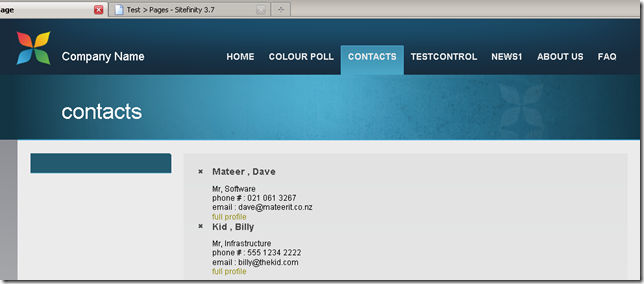 age
Test > Pages - Sitefinity 3.7
Company Name
HOME COLOUR POLL CONTACTS TESTCONTROL NEWS1 ABOUT US FAQ
contacts
Mateer , Dave
Mr, Software
phone # : 021 061 3267
email : dave@mateerit.co.nz
full profile
Kid , Billy
Mr, Infrastructure
phone # : 555 1234 2222
email : billy@thekid.com
full profile